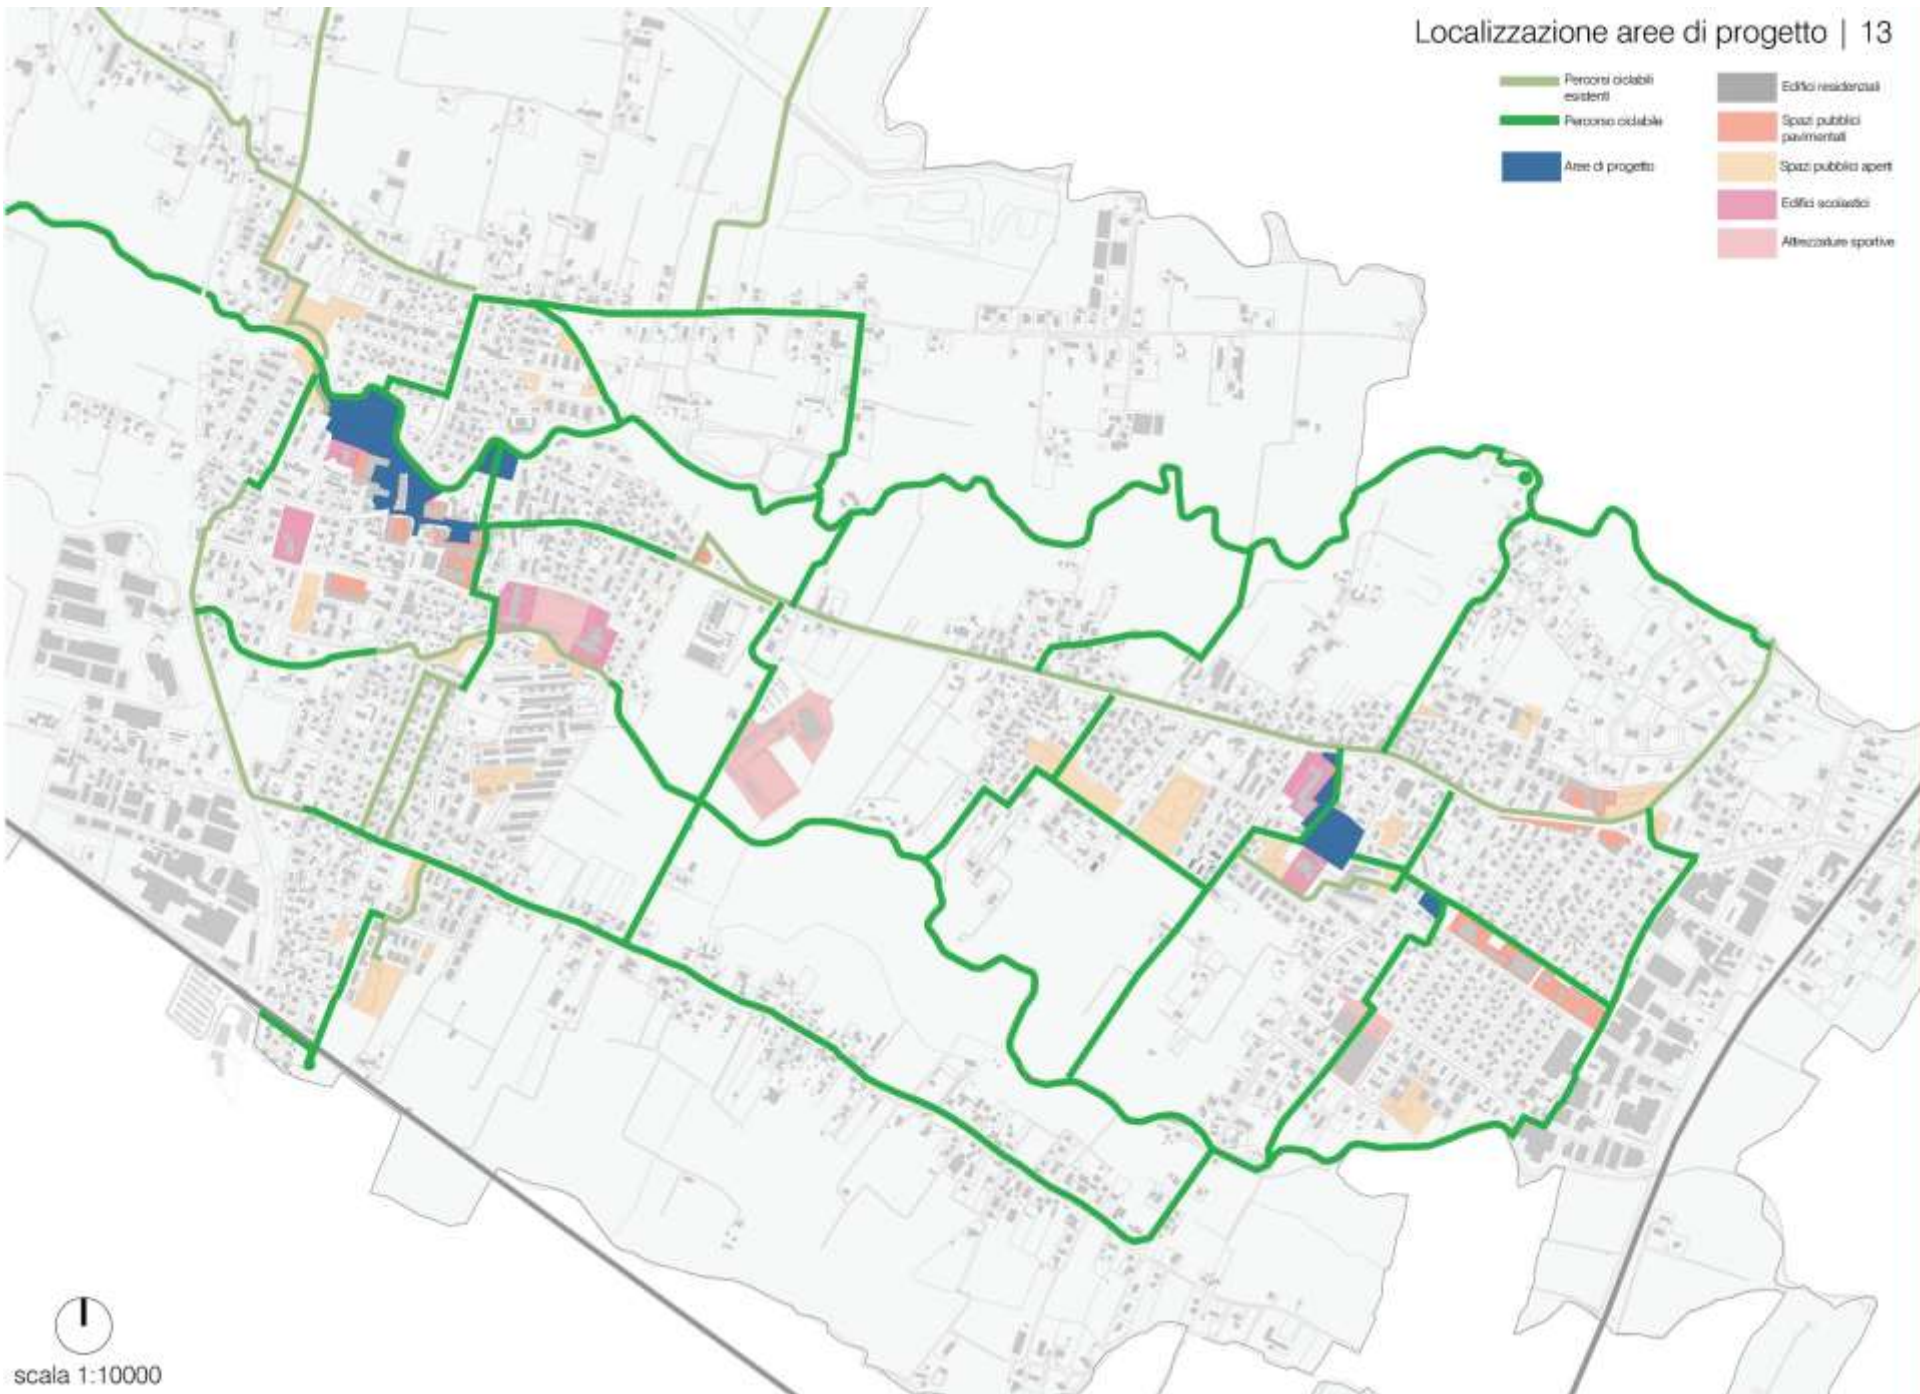 Localizzazione aree di progetto | 13
Percorsi ciclabili
esistenti
Percorso ciclabile
Aree di progetto
Edifici residenziali
Spazi pubblici
pavimentati
Spazi pubblici aperti
Edifici scolastici
Attrezzature sportive
scala 1:10000